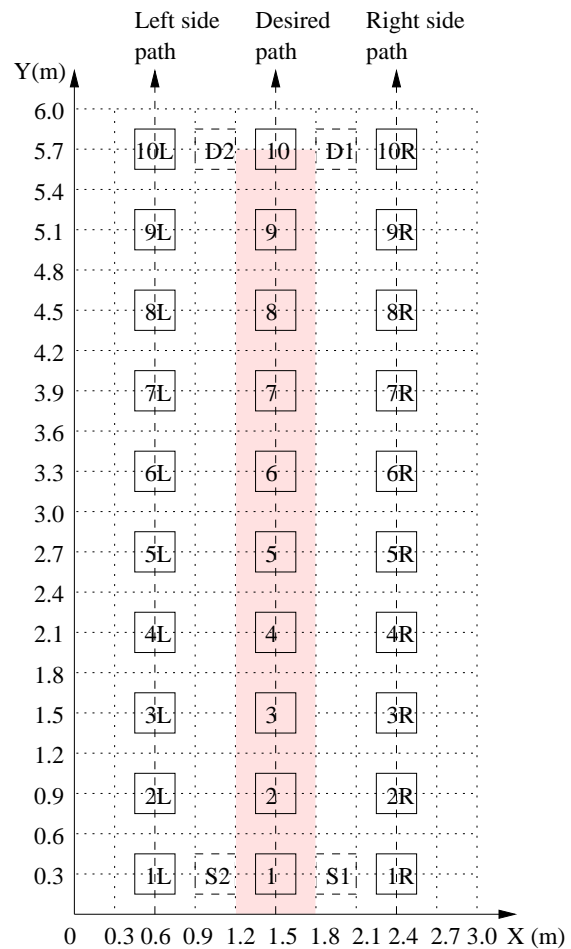 Left side path
Desired path
Right side path
Y(m)
6.0
5.7 10L D2 10 D1 10R
5.4
5.1 9L 9 9R
4.8
4.5 8L 8 8R
4.2
3.9 7L 7 7R
3.6
3.3 6L 6 6R
3.0
2.7 5L 5 5R
2.4
2.1 4L 4 4R
1.8
1.5 3L 3 3R
1.2
0.9 2L 2 2R
0.6
0.3 1L S2 1 S1 1R
0 0.3 0.6 0.9 1.2 1.5 1.8 2.1 2.4 2.7 3.0 X (m)